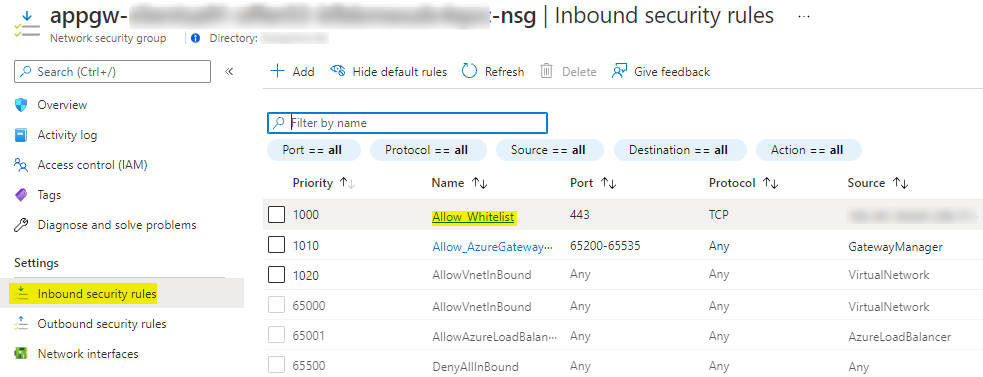 appgw- :-nsg | Inbound security rules ...
Network security group Directory:
Search (Ctrl+/) «
Add Hide default rules Refresh Delete Give feedback
Overview
Activity log
Access control (IAM)
Tags
Diagnose and solve problems
Settings
Inbound security rules
Outbound security rules
Network interfaces
Filter by name
Port == all Protocol == all Source == all Destination == all Action == all
Priority ↑↓ Name ↑↓ Port ↑↓ Protocol ↑↓ Source ↑↓
1000 Allow_Whitelist 443 TCP
1010 Allow_AzureGateway... 65200-65535 Any GatewayManager
1020 AllowVnetInBound Any Any VirtualNetwork
65000 AllowVnetInBound Any Any VirtualNetwork
65001 AllowAzureLoadBalan... Any Any AzureLoadBalancer
65500 DenyAllInBound Any Any Any